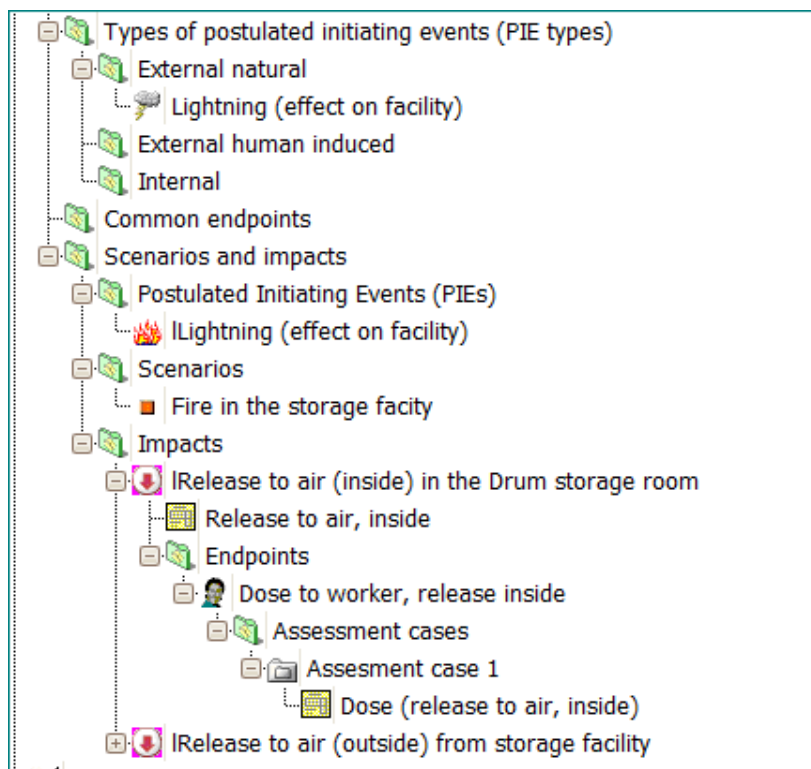 Types of postulated initiating events (PIE types)
External natural
Lightning (effect on facility)
External human induced
Internal
Common endpoints
Scenarios and impacts
Postulated Initiating Events (PIEs)
lLightning (effect on facility)
Scenarios
Fire in the storage facity
Impacts
lRelease to air (inside) in the Drum storage room
Release to air, inside
Endpoints
Dose to worker, release inside
Assessment cases
Assesment case 1
Dose (release to air, inside)
lRelease to air (outside) from storage facility